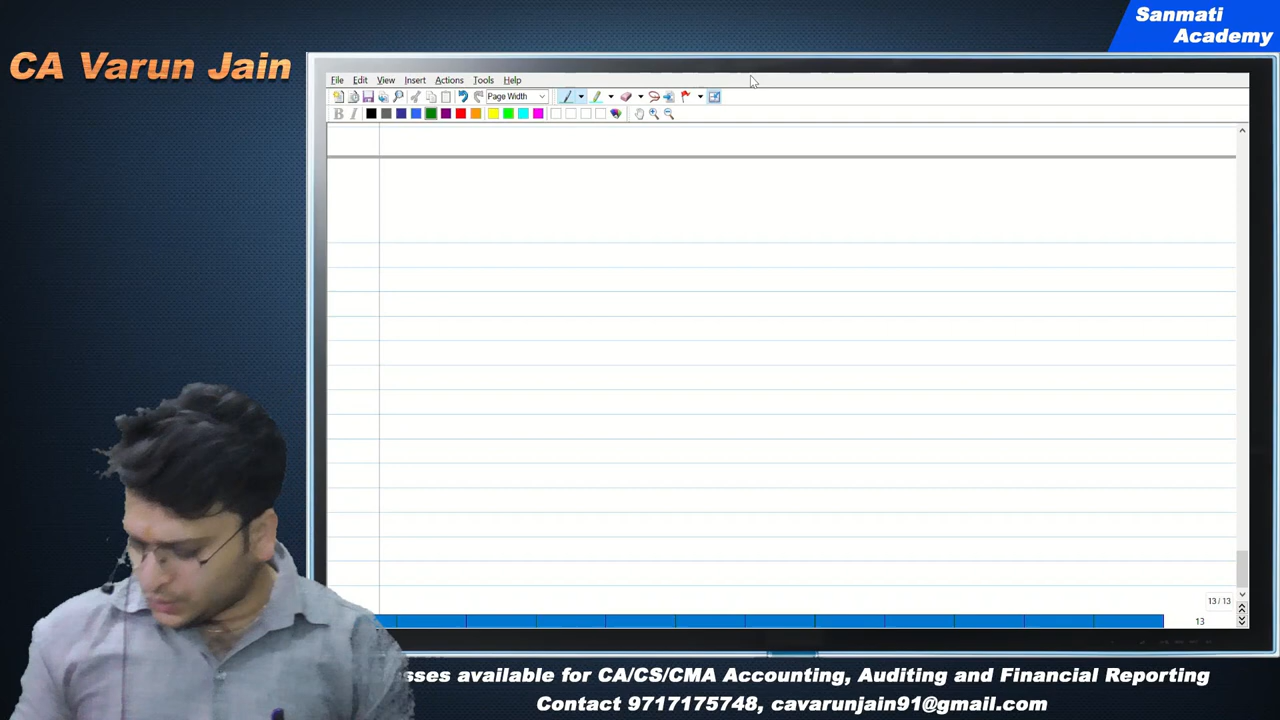 CA Varun Jain
Sanmati
Academy
File Edit View Insert Actions Tools Help
Page Width
B I
13 / 13
13
sses available for CA/CS/CMA Accounting, Auditing and Financial Reporting
Contact 9717175748, cavarunjain91@gmail.com